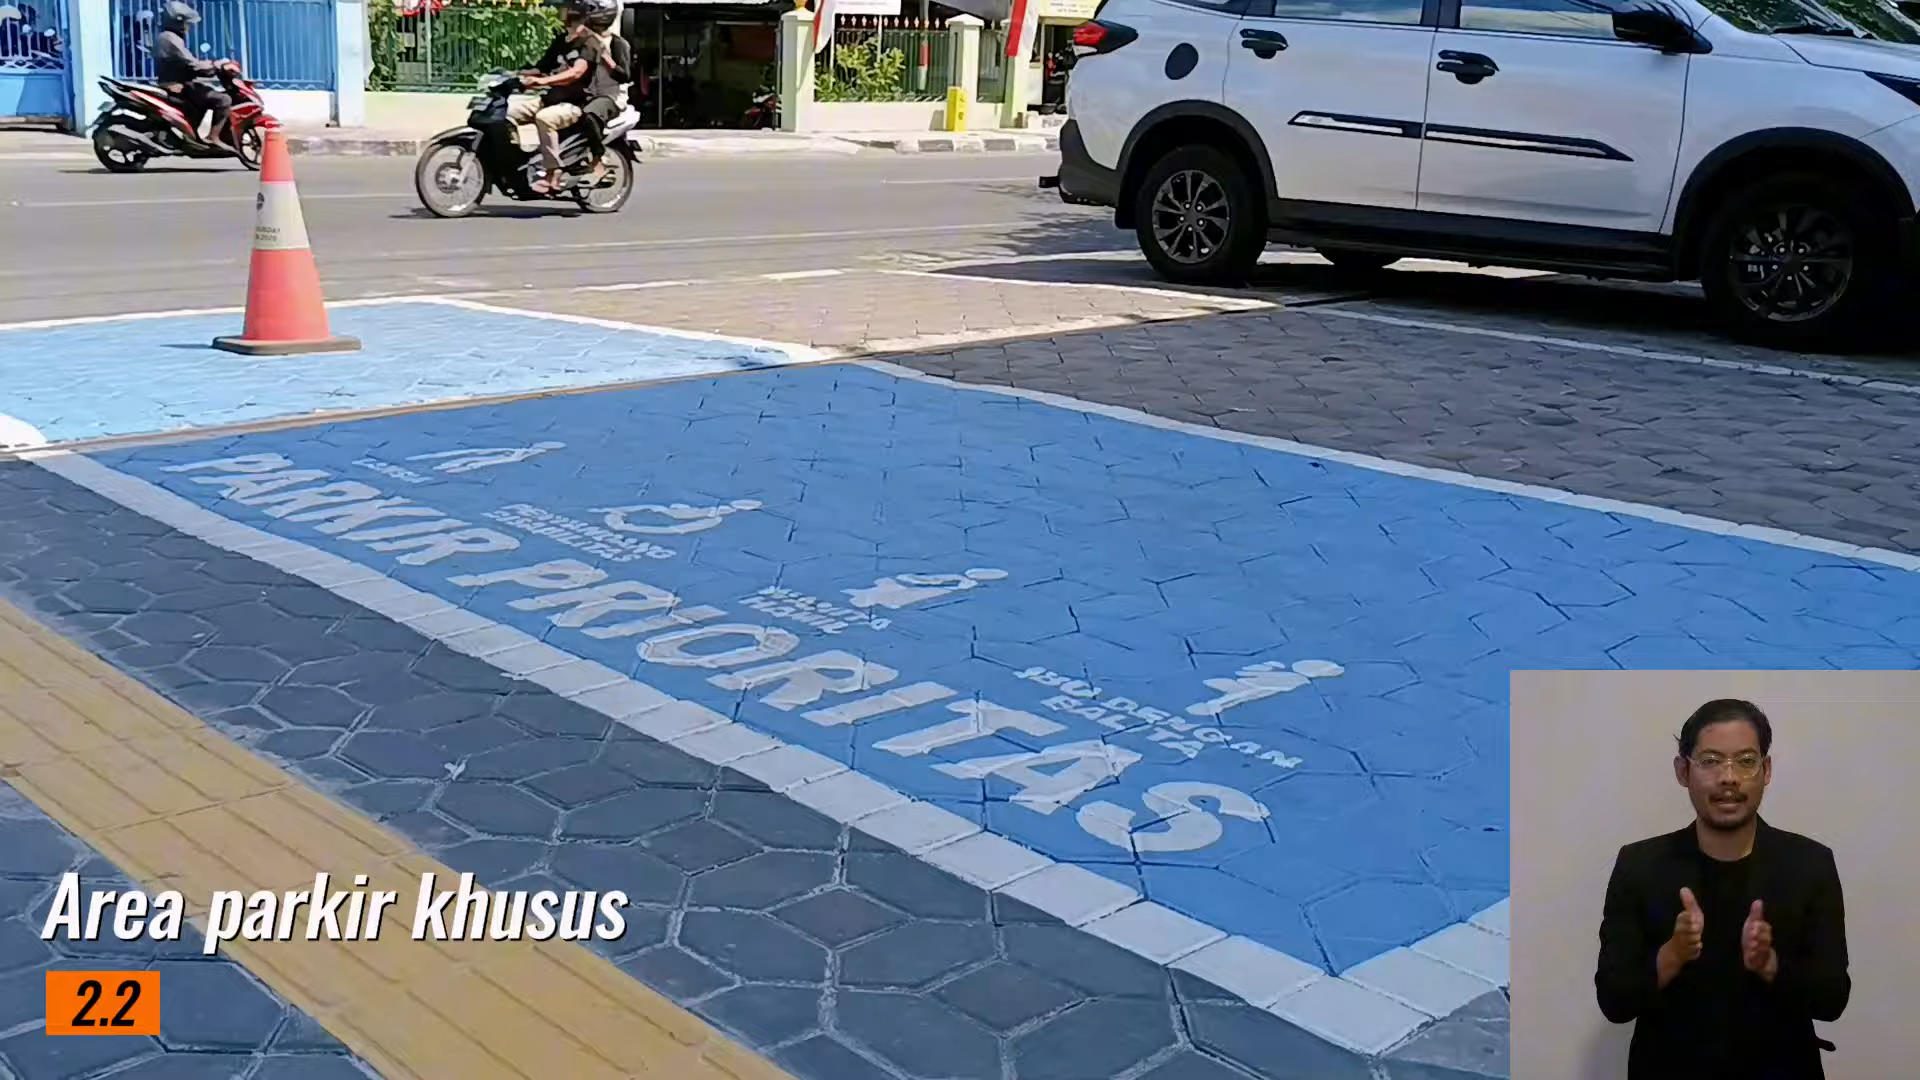 LANSIA
PENYANDANG
DISABILITAS
WANITA
HAMIL
IBU DENGAN
BALITA
PARKIR PRIORITAS
Area parkir khusus
2.2